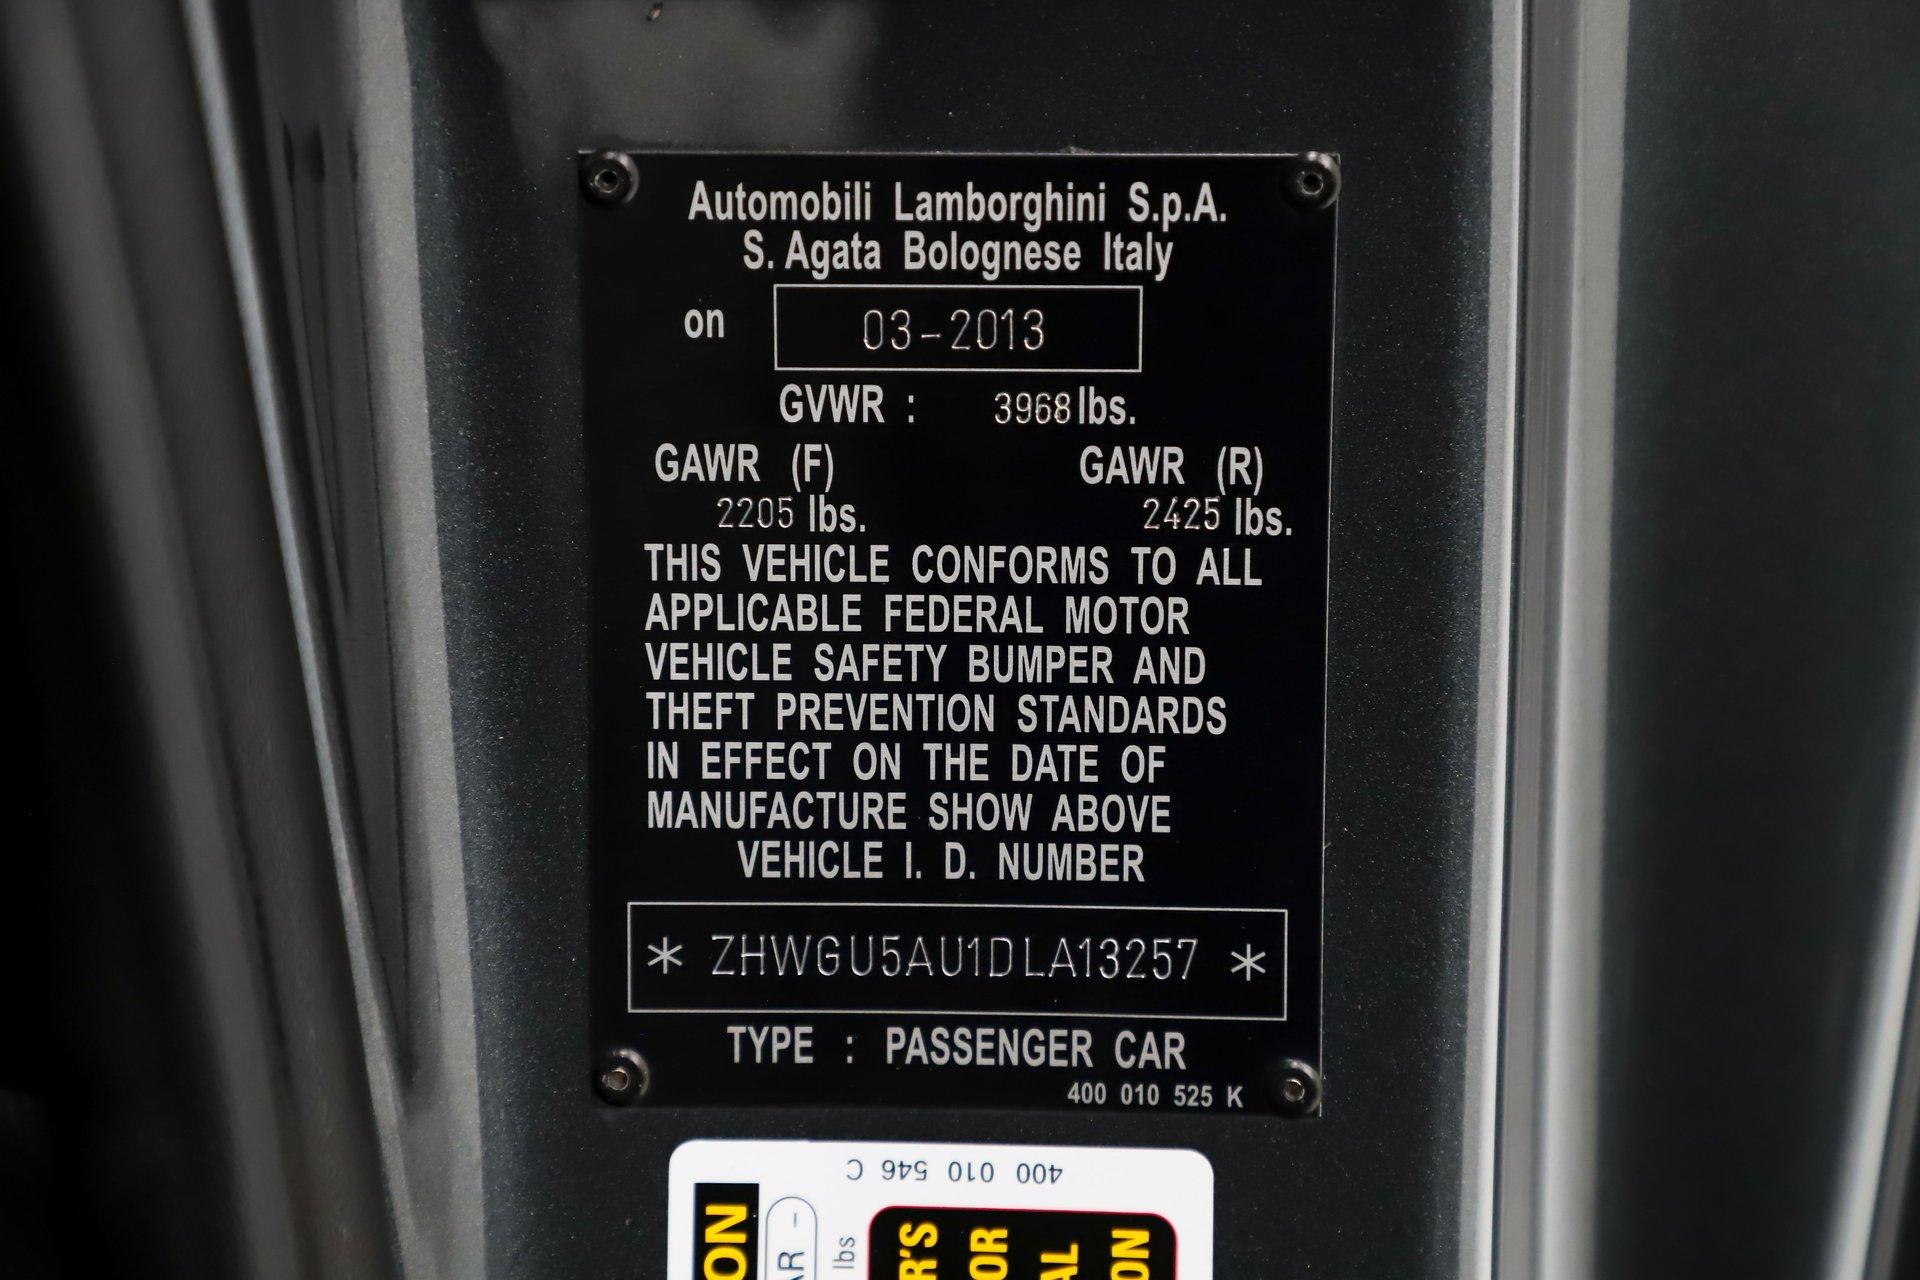 Automobili Lamborghini S.p.A.
S. Agata Bolognese Italy
on 03-2013
GVWR : 3968 lbs.
GAWR (F) GAWR (R)
2205 lbs. 2425 lbs.
THIS VEHICLE CONFORMS TO ALL
APPLICABLE FEDERAL MOTOR
VEHICLE SAFETY BUMPER AND
THEFT PREVENTION STANDARDS
IN EFFECT ON THE DATE OF
MANUFACTURE SHOW ABOVE
VEHICLE I. D. NUMBER
* ZHWGU5AU1DLA13257 *
TYPE : PASSENGER CAR
400 010 525 K
400 010 546 C
lbs